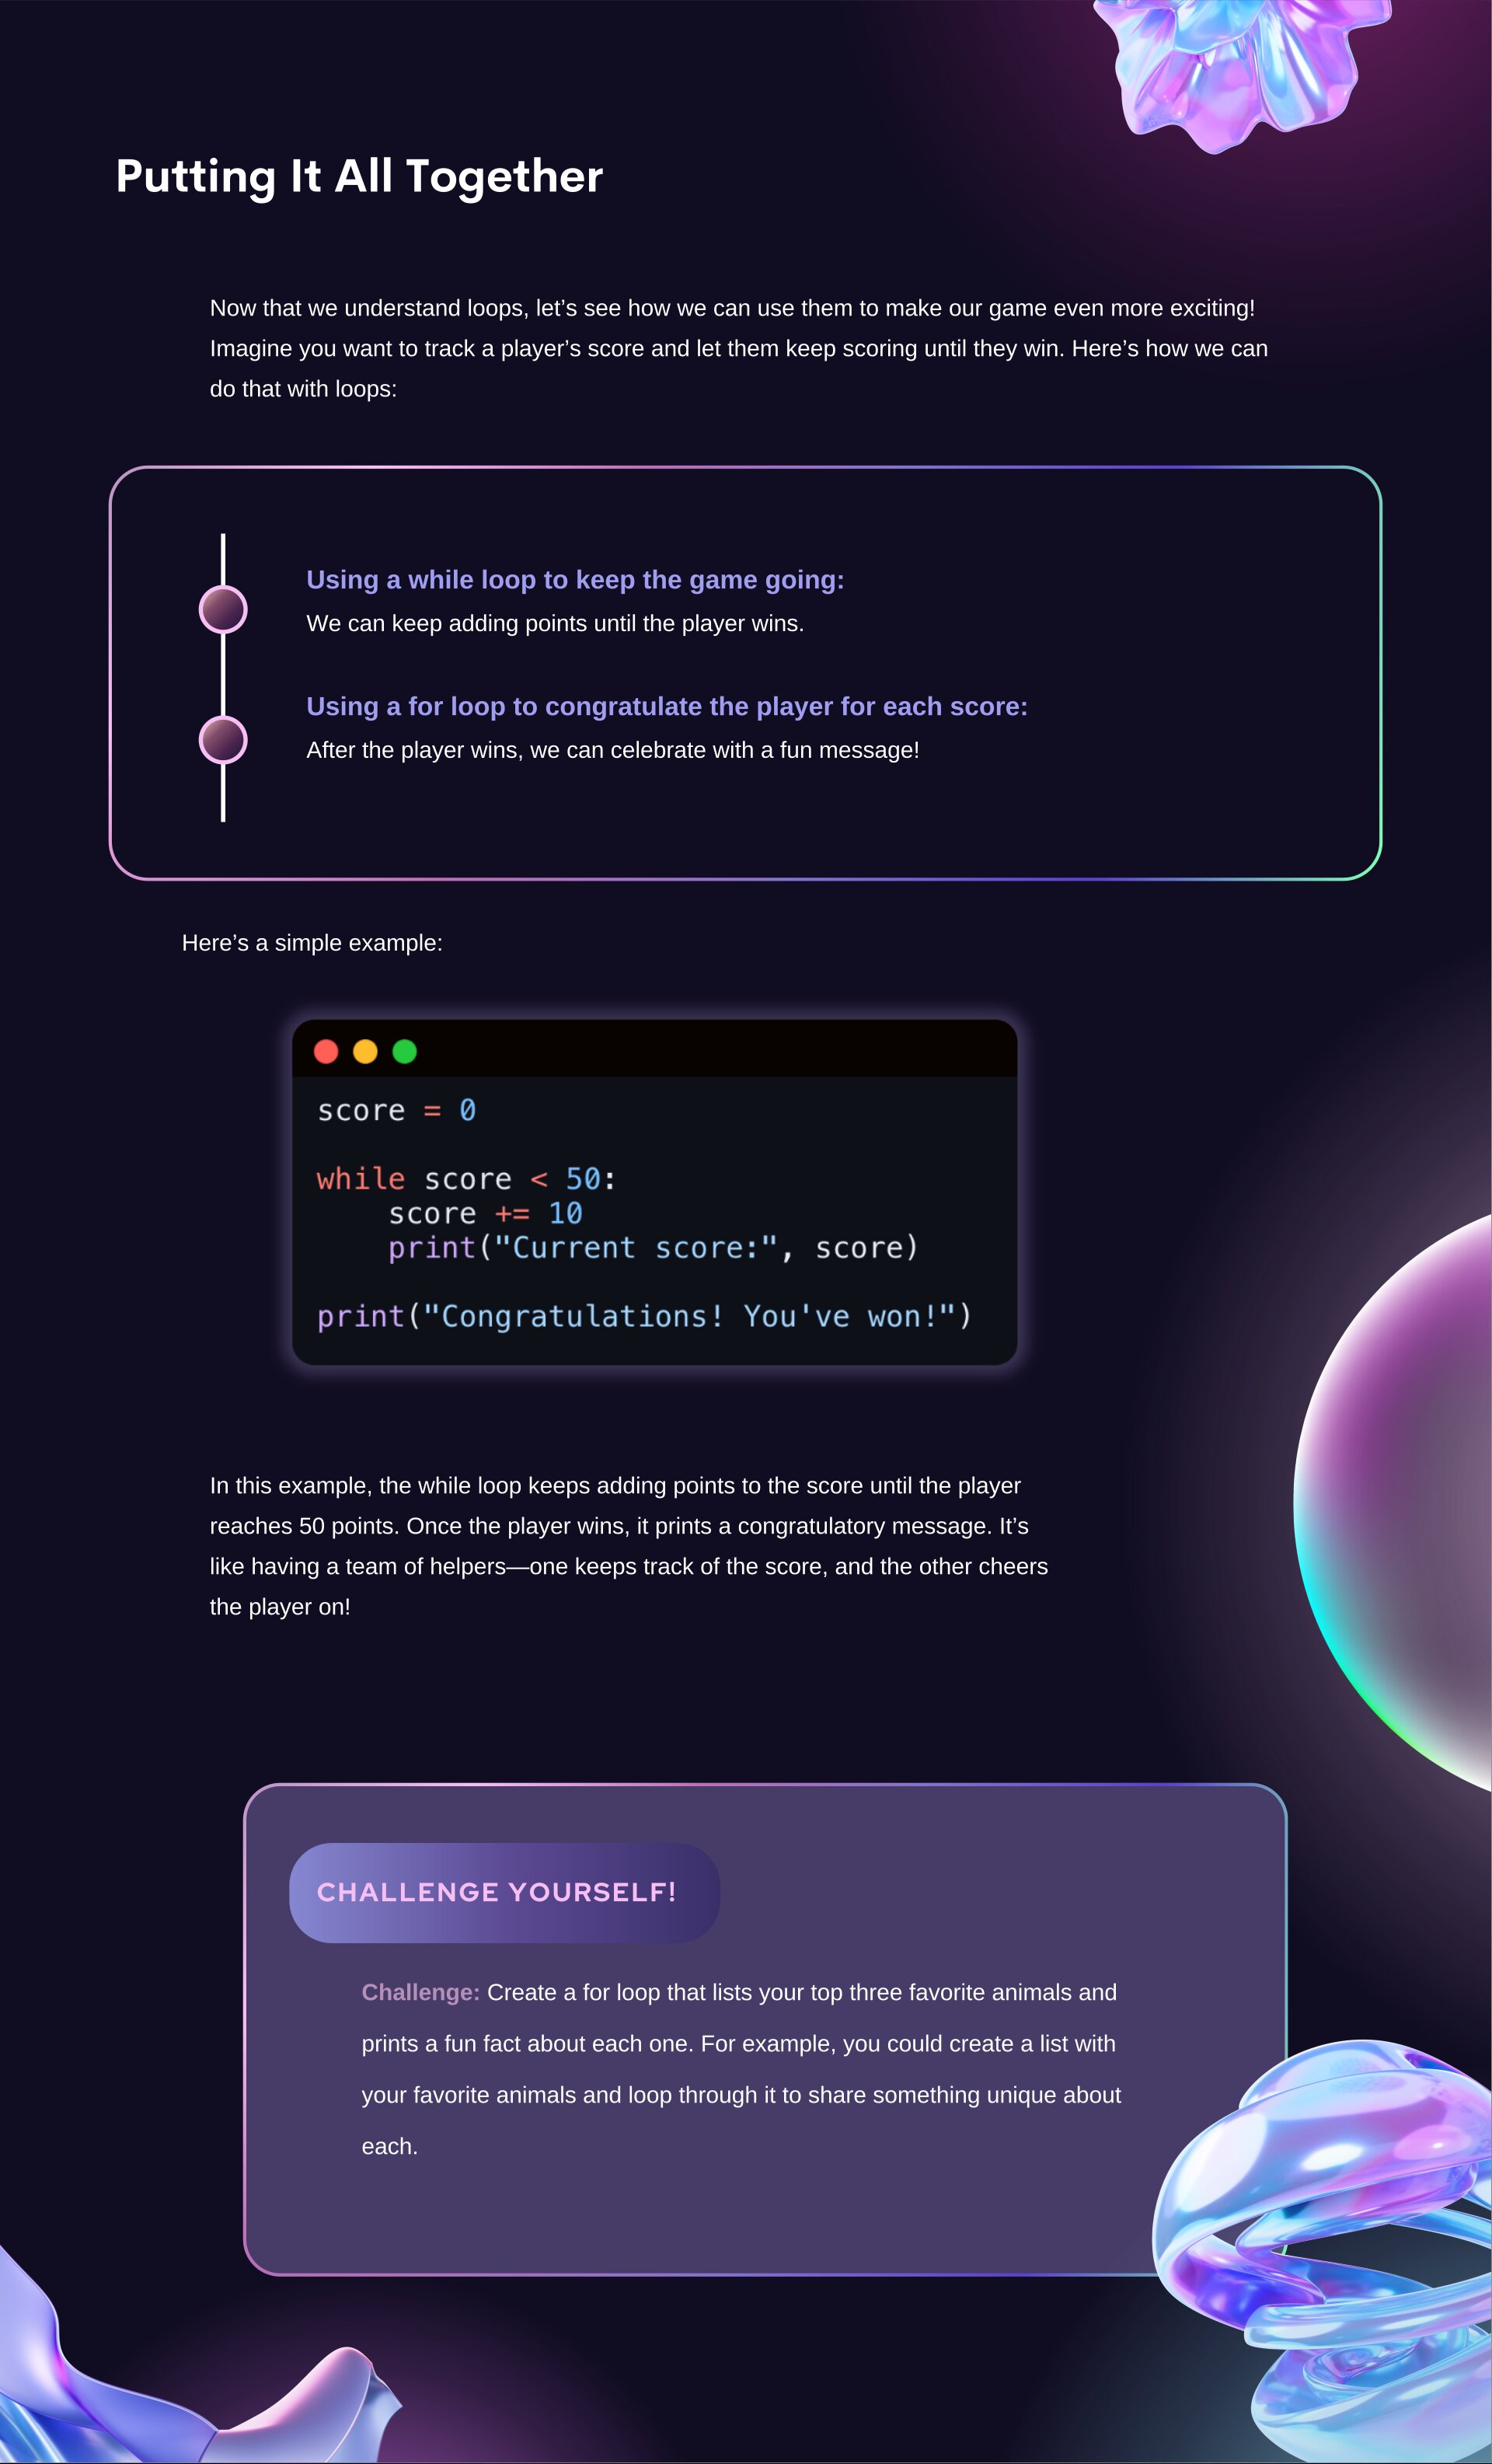 Putting It All Together
Now that we understand loops, let’s see how we can use them to make our game even more exciting!
Imagine you want to track a player’s score and let them keep scoring until they win. Here’s how we can
do that with loops:
Using a while loop to keep the game going:
We can keep adding points until the player wins.
Using a for loop to congratulate the player for each score:
After the player wins, we can celebrate with a fun message!
Here’s a simple example:
score = 0
while score < 50:
    score += 10
    print("Current score:", score)
print("Congratulations! You've won!")
In this example, the while loop keeps adding points to the score until the player
reaches 50 points. Once the player wins, it prints a congratulatory message. It’s
like having a team of helpers—one keeps track of the score, and the other cheers
the player on!
CHALLENGE YOURSELF!
Challenge: Create a for loop that lists your top three favorite animals and
prints a fun fact about each one. For example, you could create a list with
your favorite animals and loop through it to share something unique about
each.